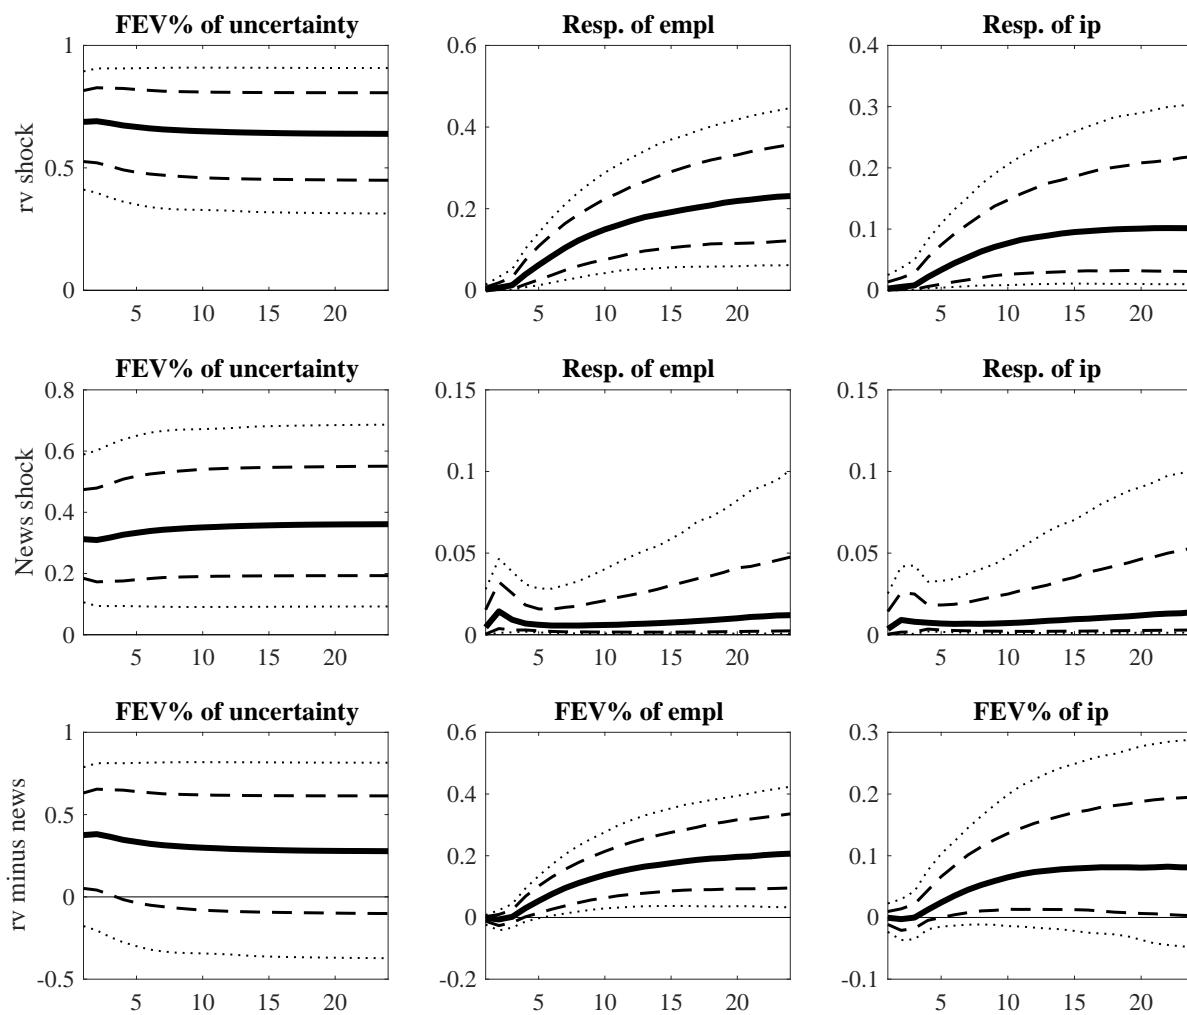 FEV% of uncertainty
Resp. of empl
Resp. of ip
rv shock
1
0.5
0
5 10 15 20
0.6
0.4
0.2
0
5 10 15 20
0.4
0.3
0.2
0.1
0
5 10 15 20
FEV% of uncertainty
Resp. of empl
Resp. of ip
News shock
0.8
0.6
0.4
0.2
0
5 10 15 20
0.15
0.1
0.05
0
5 10 15 20
0.15
0.1
0.05
0
5 10 15 20
FEV% of uncertainty
FEV% of empl
FEV% of ip
rv minus news
1
0.5
0
-0.5
5 10 15 20
0.6
0.4
0.2
0
-0.2
5 10 15 20
0.3
0.2
0.1
0
-0.1
5 10 15 20